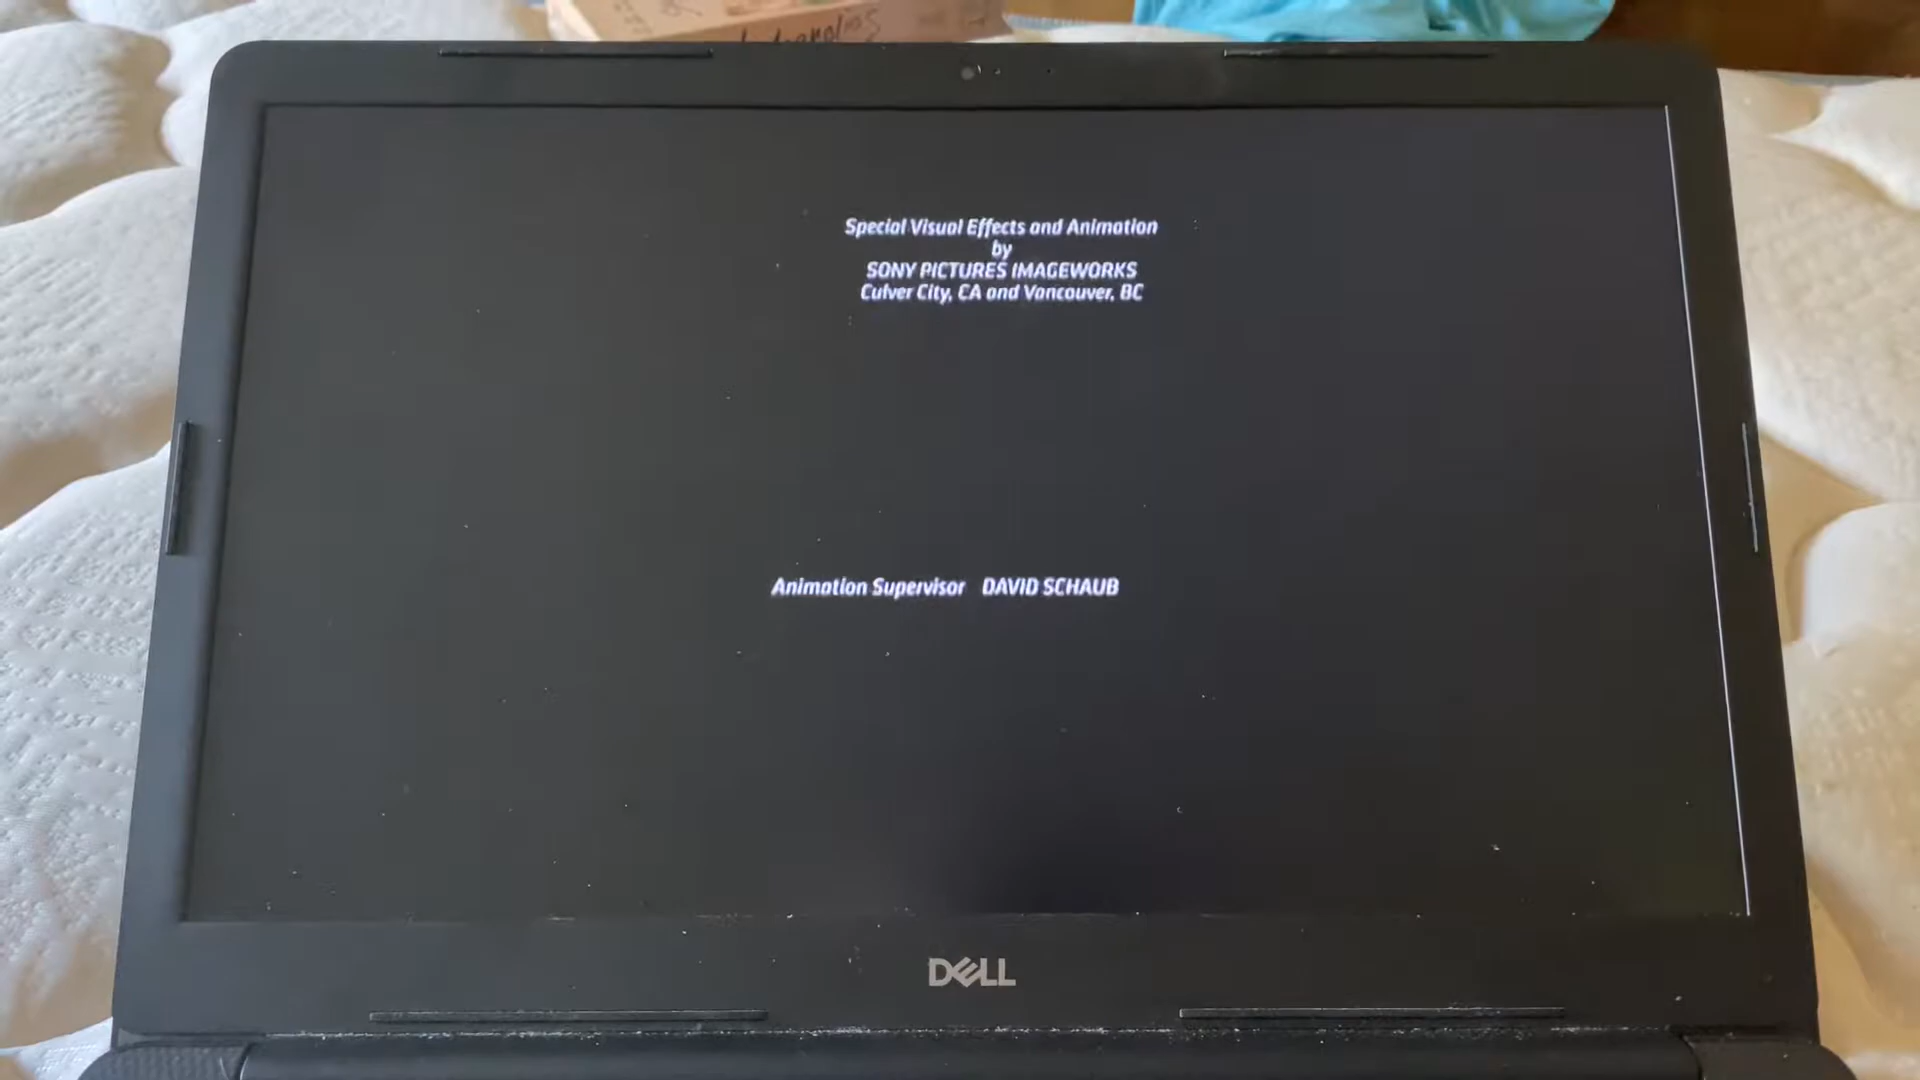 Special Visual Effects and Animation
by
SONY PICTURES IMAGEWORKS
Culver City, CA and Vancouver, BC
Animation Supervisor DAVID SCHAUB
DELL